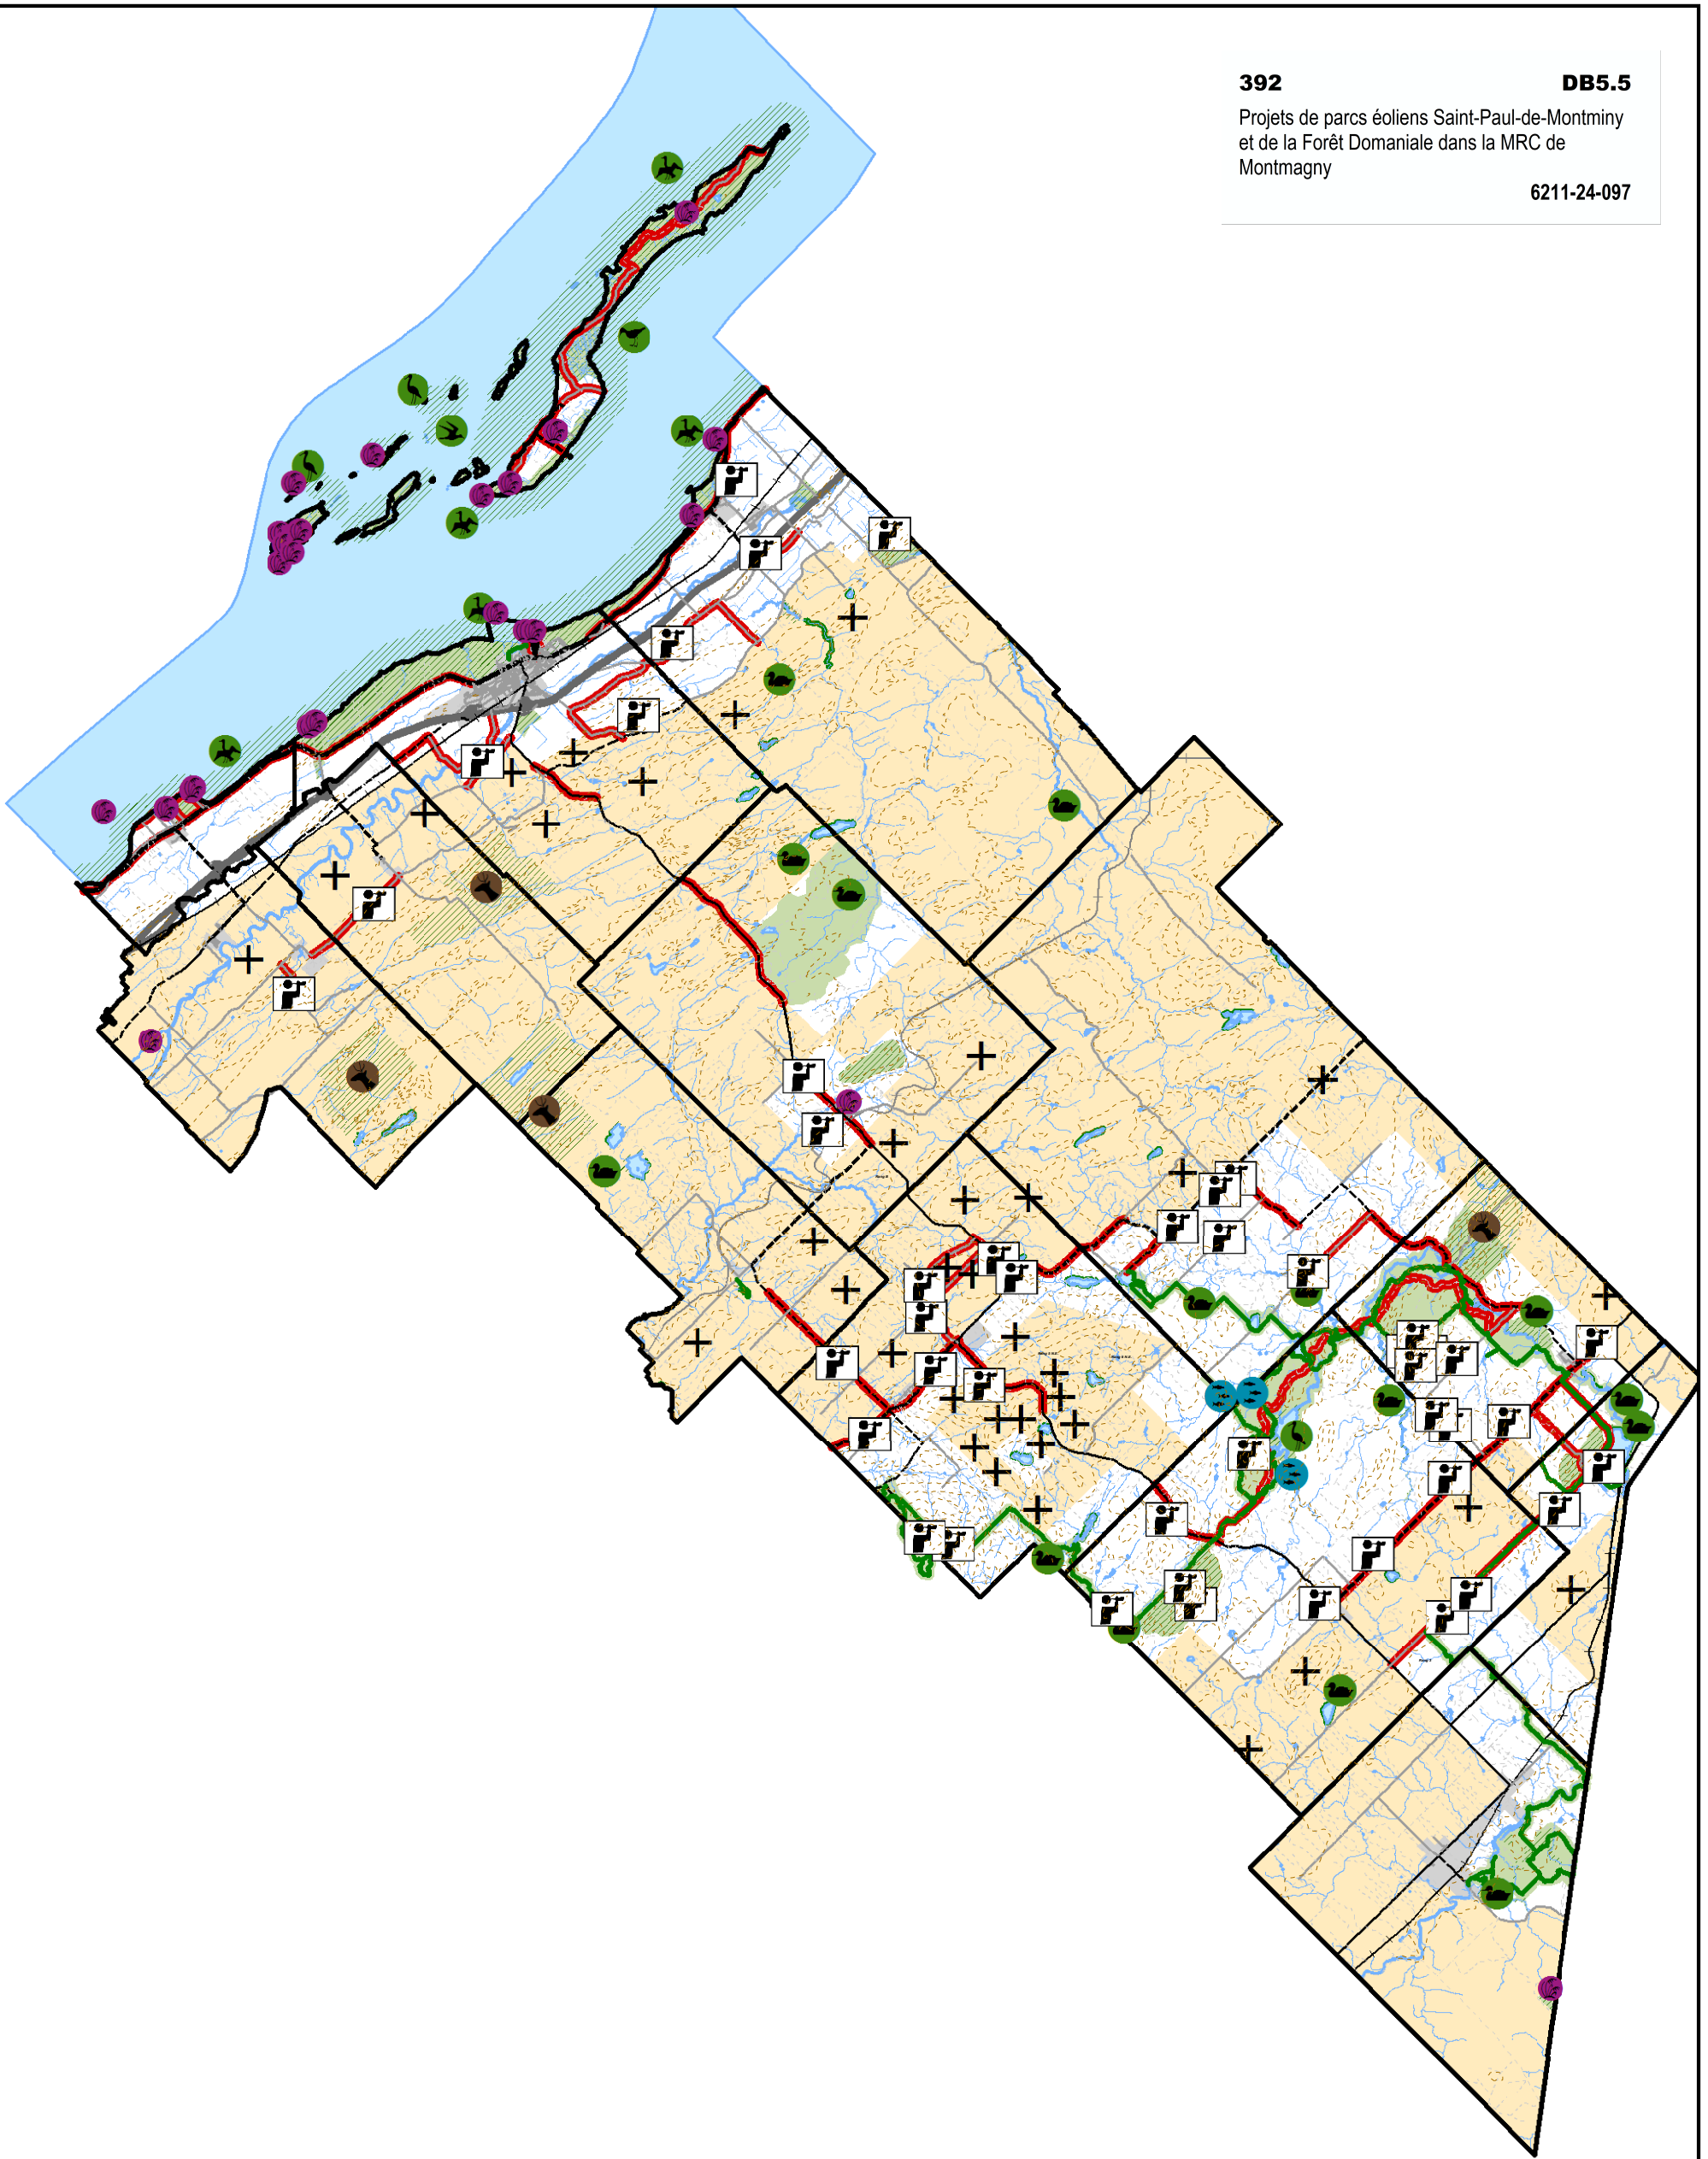 392 DB5.5
Projets de parcs éoliens Saint-Paul-de-Montminy
et de la Forêt Domaniale dans la MRC de
Montmagny
6211-24-097